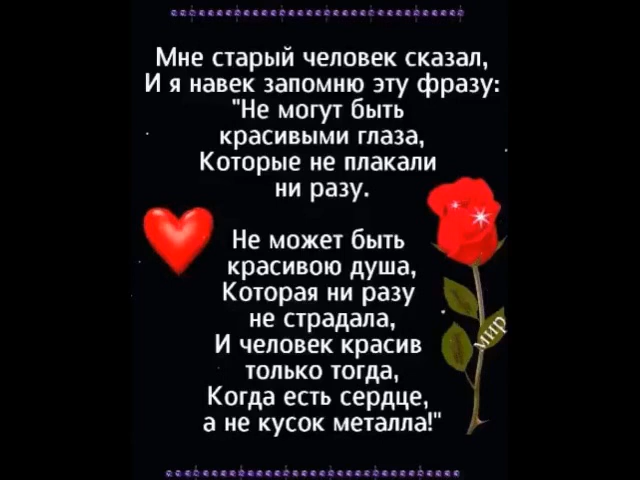 Мне старый человек сказал,
И я навек запомню эту фразу:
"Не могут быть
красивыми глаза,
Которые не плакали
ни разу.
Не может быть
красивою душа,
Которая ни разу
не страдала,
И человек красив
только тогда,
Когда есть сердце,
а не кусок металла!"
мир